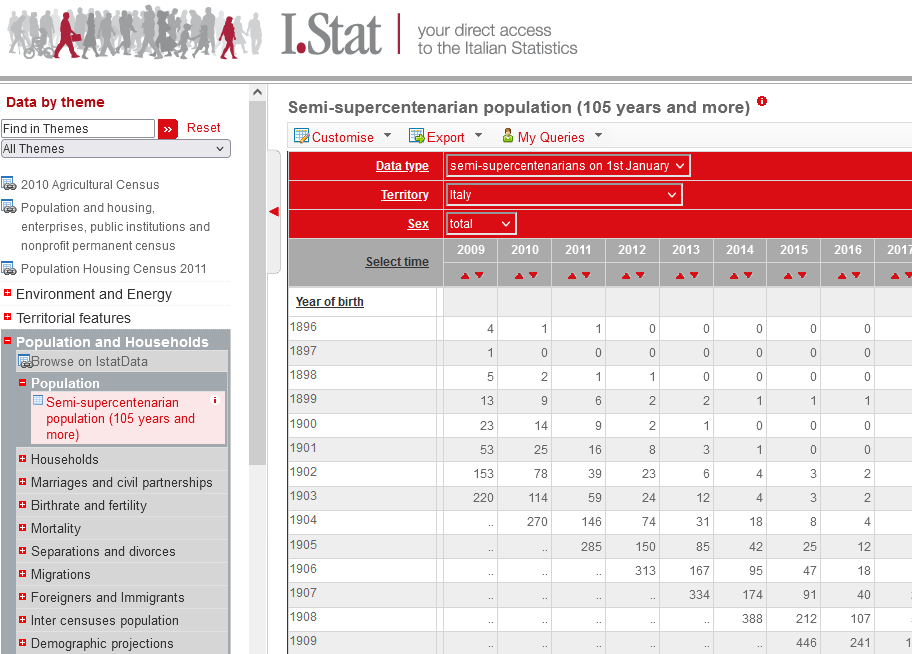 I.Stat
your direct access
to the Italian Statistics
Data by theme
Find in Themes
»
Reset
All Themes
2010 Agricultural Census
Population and housing,
enterprises, public institutions and
nonprofit permanent census
Population Housing Census 2011
Environment and Energy
Territorial features
Population and Households
Browse on IstatData
Population
Semi-supercentenarian
population (105 years and
more)
Households
Marriages and civil partnerships
Birthrate and fertility
Mortality
Separations and divorces
Migrations
Foreigners and Immigrants
Inter censuses population
Demographic projections
Semi-supercentenarian population (105 years and more)
Customise Export My Queries
Data type semi-supercentenarians on 1st January
Territory Italy
Sex total
Select time 2009 2010 2011 2012 2013 2014 2015 2016 2017
Year of birth
1896 4 1 1 0 0 0 0 0
1897 1 0 0 0 0 0 0 0
1898 5 2 1 1 0 0 0 0
1899 13 9 6 2 2 1 1 1
1900 23 14 9 2 1 0 0 0
1901 53 25 16 8 3 1 0 0
1902 153 78 39 23 6 4 3 2
1903 220 114 59 24 12 4 3 2
1904 .. 270 146 74 31 18 8 4
1905 .. .. 285 150 85 42 25 12
1906 .. .. .. 313 167 95 47 18
1907 .. .. .. .. 334 174 91 40
1908 .. .. .. .. .. 388 212 107
1909 .. .. .. .. .. .. 446 241